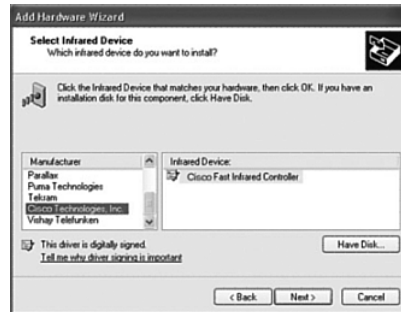 Add Hardware Wizard
Select Infrared Device
Which infrared device do you want to install?
Click the Infrared Device that matches your hardware, then click OK. If you have an
installation disk for this component, click Have Disk.
Manufacturer
Parallax
Puma Technologies
Tekram
Cisco Technologies, Inc.
Vishay Telefunken
Infrared Device:
Cisco Fast Infrared Controller
This driver is digitally signed.
Tell me why driver signing is important
Have Disk...
< Back
Next >
Cancel